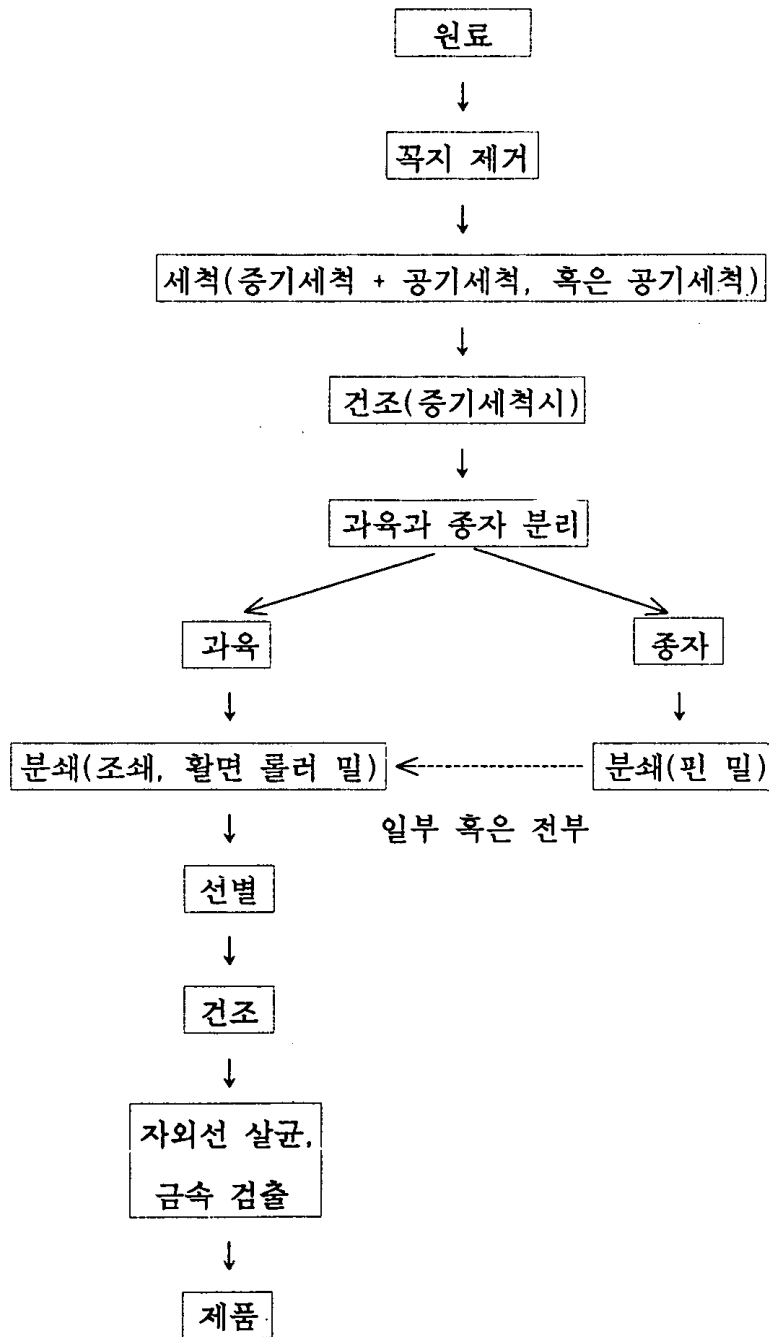 원료
꼭지 제거
세척(증기세척 + 공기세척, 혹은 공기세척)
건조(증기세척시)
과육과 종자 분리
과육
종자
분쇄(조쇄, 활면 롤러 밀)
분쇄(핀 밀)
일부 혹은 전부
선별
건조
자외선 살균,
금속 검출
제품